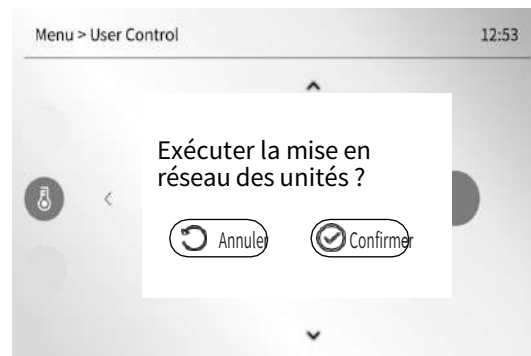 Menu > User Control
12:53
Exécuter la mise en
réseau des unités ?
Annuler
Confirmer